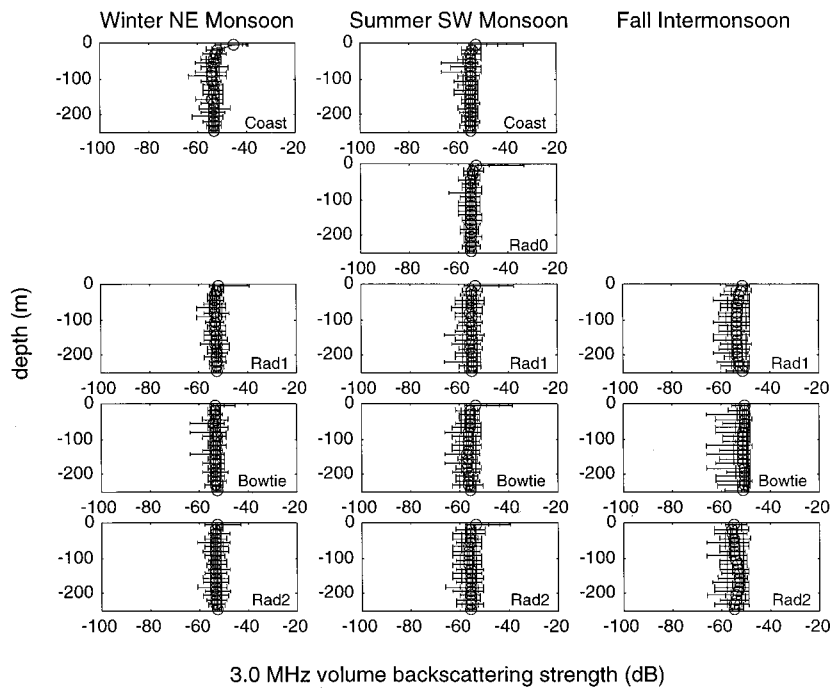 Winter NE Monsoon Summer SW Monsoon Fall Intermonsoon
0 0
-100 -100
-200 Coast -200 Coast
-100 -80 -60 -40 -20 -100 -80 -60 -40 -20
0
-100
-200 Rad0
depth (m)
-100 -80 -60 -40 -20
0 0 0
-100 -100 -100
-200 Rad1 -200 Rad1 -200 Rad1
-100 -80 -60 -40 -20 -100 -80 -60 -40 -20 -100 -80 -60 -40 -20
0 0 0
-100 -100 -100
-200 Bowtie -200 Bowtie -200 Bowtie
-100 -80 -60 -40 -20 -100 -80 -60 -40 -20 -100 -80 -60 -40 -20
0 0 0
-100 -100 -100
-200 Rad2 -200 Rad2 -200 Rad2
-100 -80 -60 -40 -20 -100 -80 -60 -40 -20 -100 -80 -60 -40 -20
3.0 MHz volume backscattering strength (dB)